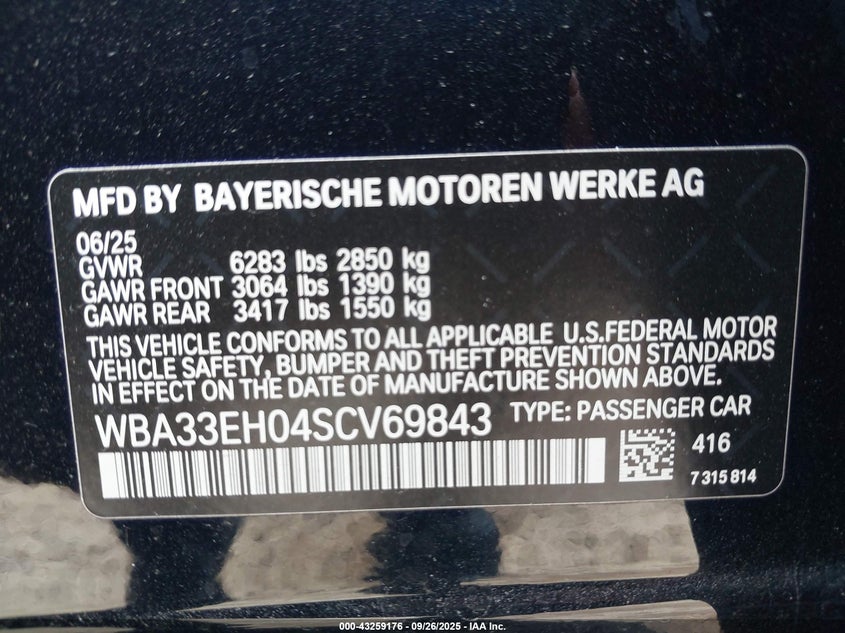 MFD BY BAYERISCHE MOTOREN WERKE AG
06/25
GVWR 6283 lbs 2850 kg
GAWR FRONT 3064 lbs 1390 kg
GAWR REAR 3417 lbs 1550 kg
THIS VEHICLE CONFORMS TO ALL APPLICABLE U.S.FEDERAL MOTOR
VEHICLE SAFETY, BUMPER AND THEFT PREVENTION STANDARDS
IN EFFECT ON THE DATE OF MANUFACTURE SHOWN ABOVE.
WBA33EH04SCV69843 TYPE: PASSENGER CAR
416
7 315 814
000-43259176 - 09/26/2025 - IAA Inc.